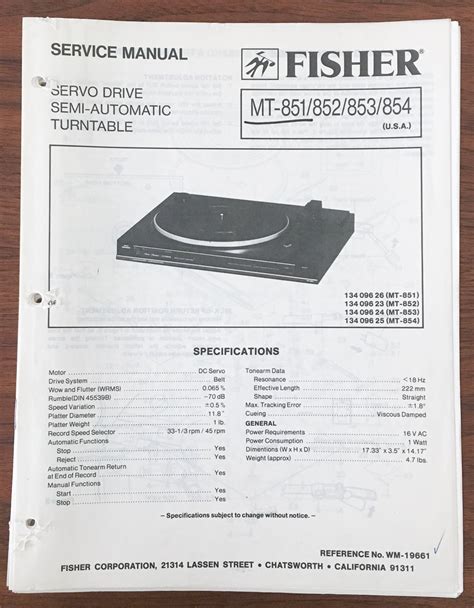 SERVICE MANUAL
FISHER
SERVO DRIVE
SEMI-AUTOMATIC
TURNTABLE
MT-851/852/853/854
(U.S.A.)
134 096 26 (MT-851)
134 096 23 (MT-852)
134 096 24 (MT-853)
134 096 25 (MT-854)
SPECIFICATIONS
Motor DC Servo
Drive System Belt
Wow and Flutter (WRMS) 0.065 %
Rumble(DIN 45539B) -70 dB
Speed Variation ±0.5 %
Platter Diameter 11.8"
Platter Weight 1 lb.
Record Speed Selector 33-1/3 rpm / 45 rpm
Automatic Functions
Stop Yes
Reject Yes
Automatic Tonearm Return
at End of Record Yes
Manual Functions
Start Yes
Stop Yes
Tonearm Data
Resonance <18 Hz
Effective Length 222 mm
Shape Straight
Max. Tracking Error ±1.8°
Cueing Viscous Damped
GENERAL
Power Requirements 16 V AC
Power Consumption 1 Watt
Dimentions (W x H x D) 17.33" x 3.5" x 14.17"
Weight (approx) 4.7 lbs.
– Specifications subject to change without notice. –
REFERENCE No. WM-19661
FISHER CORPORATION, 21314 LASSEN STREET • CHATSWORTH • CALIFORNIA 91311